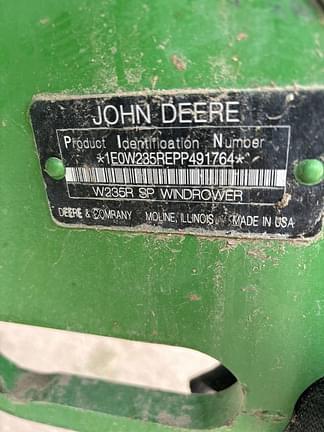 JOHN DEERE
Product Identification Number
*1E0W235REPP491764*
W235R SP WINDROWER
DEERE & COMPANY MOLINE, ILLINOIS MADE IN USA